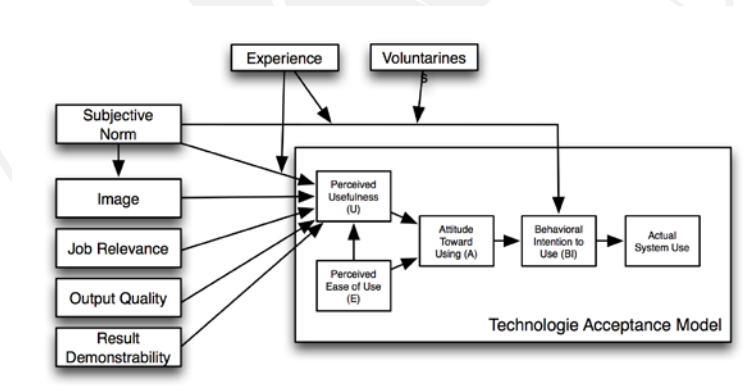 Experience
Voluntarines
s
Subjective
Norm
Image
Job Relevance
Output Quality
Result
Demonstrability
Perceived
Usefulness
(U)
Perceived
Ease of Use
(E)
Attitude
Toward
Using (A)
Behavioral
Intention to
Use (BI)
Actual
System Use
Technologie Acceptance Model